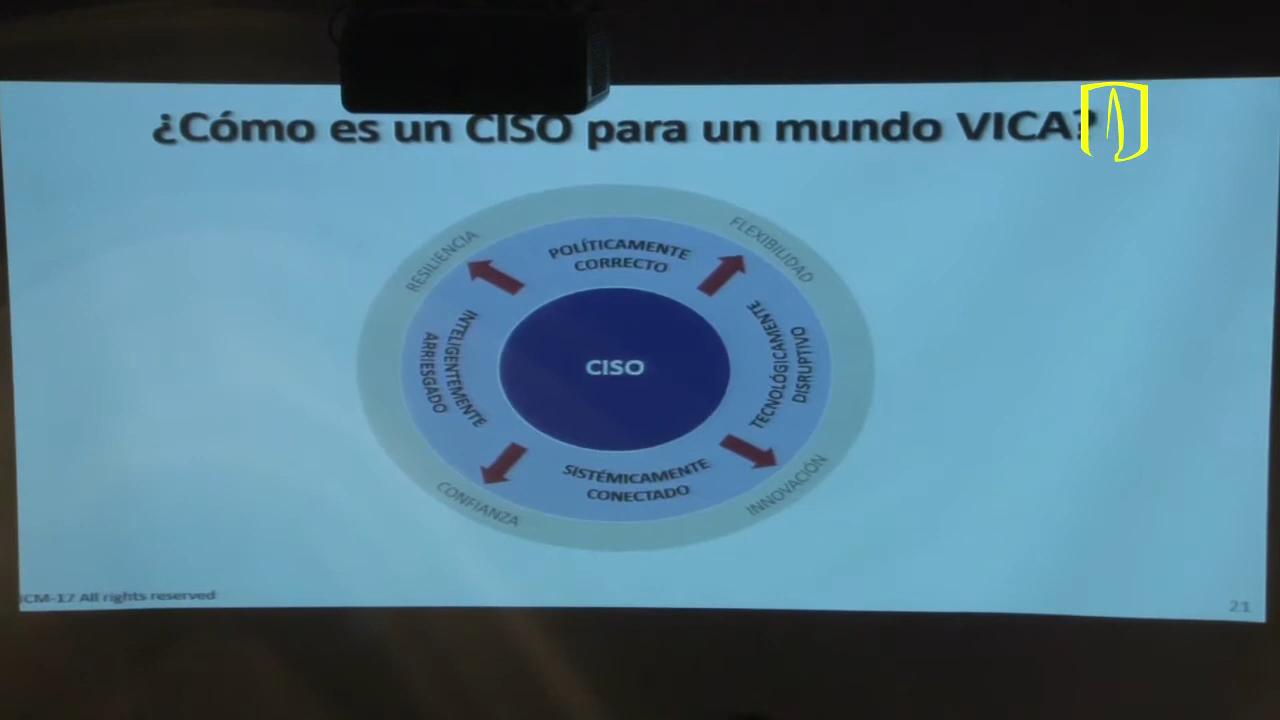 ¿Cómo es un CISO para un mundo VICA?
RESILIENCIA
FLEXIBILIDAD
POLÍTICAMENTE
CORRECTO
INTELIGENTEMENTE
ARRIESGADO
CISO
TECNOLÓGICAMENTE
DISRUPTIVO
SISTÉMICAMENTE
CONECTADO
CONFIANZA
INNOVACIÓN
JCM-17 All rights reserved
21